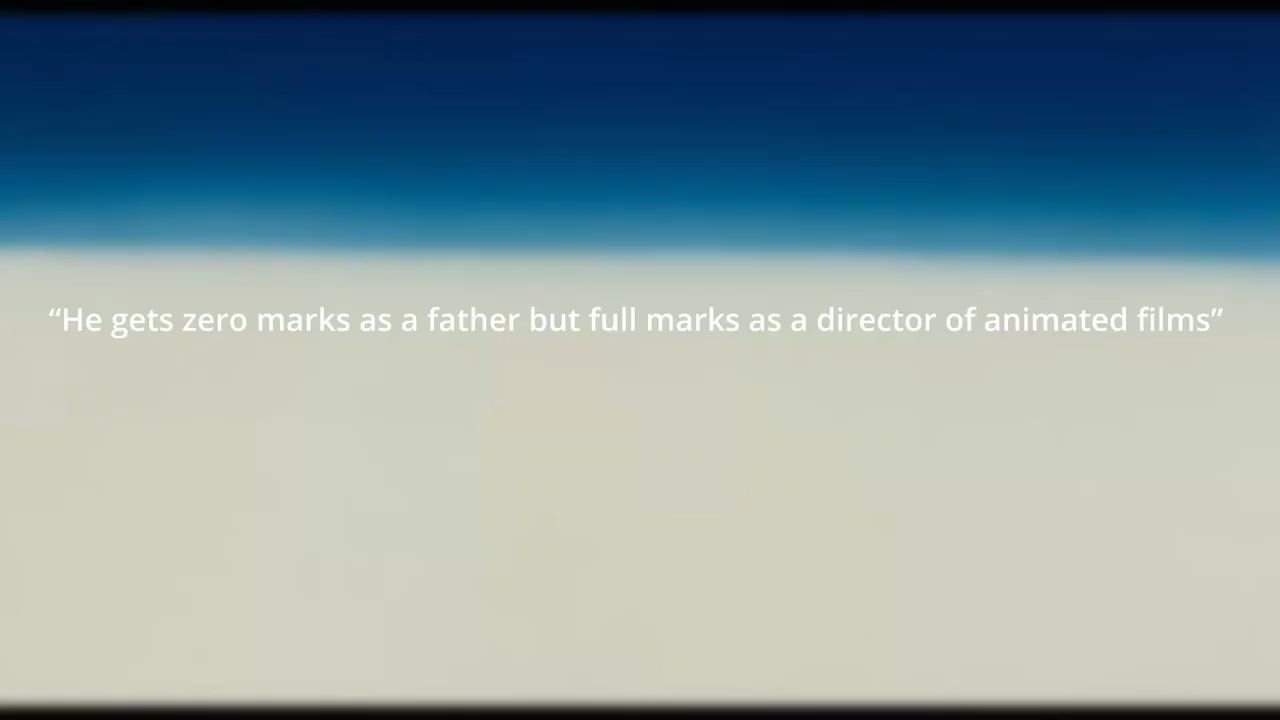 “He gets zero marks as a father but full marks as a director of animated films”